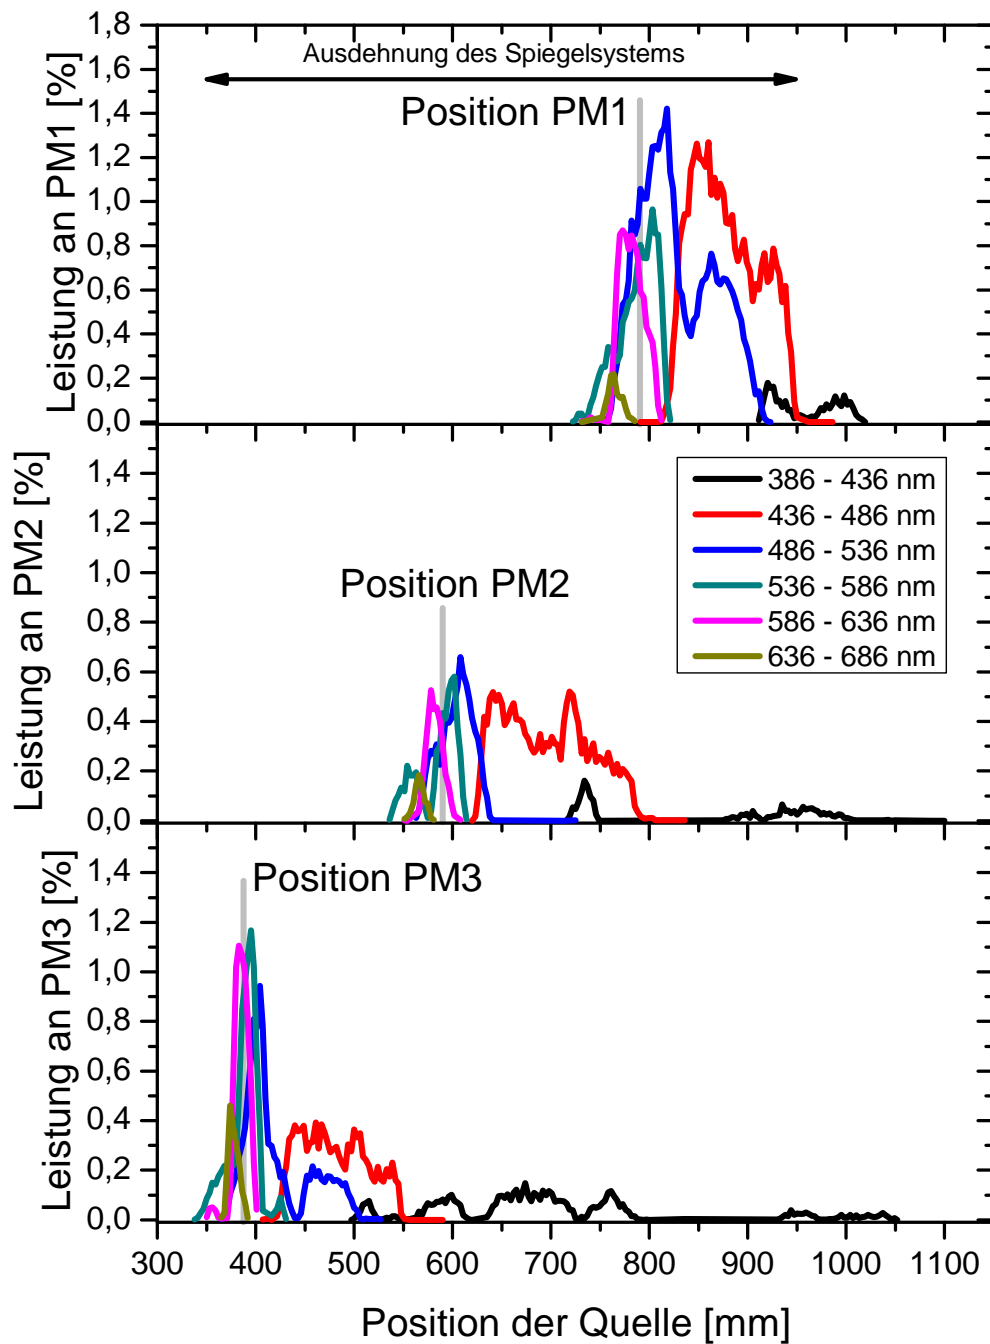 Ausdehnung des Spiegelsystems
Position PM1
Leistung an PM1 [%]
1,8
1,6
1,4
1,2
1,0
0,8
0,6
0,4
0,2
0,0
Position PM2
Leistung an PM2 [%]
1,4
1,2
1,0
0,8
0,6
0,4
0,2
0,0
386 - 436 nm
436 - 486 nm
486 - 536 nm
536 - 586 nm
586 - 636 nm
636 - 686 nm
Position PM3
Leistung an PM3 [%]
1,4
1,2
1,0
0,8
0,6
0,4
0,2
0,0
300 400 500 600 700 800 900 1000 1100
Position der Quelle [mm]